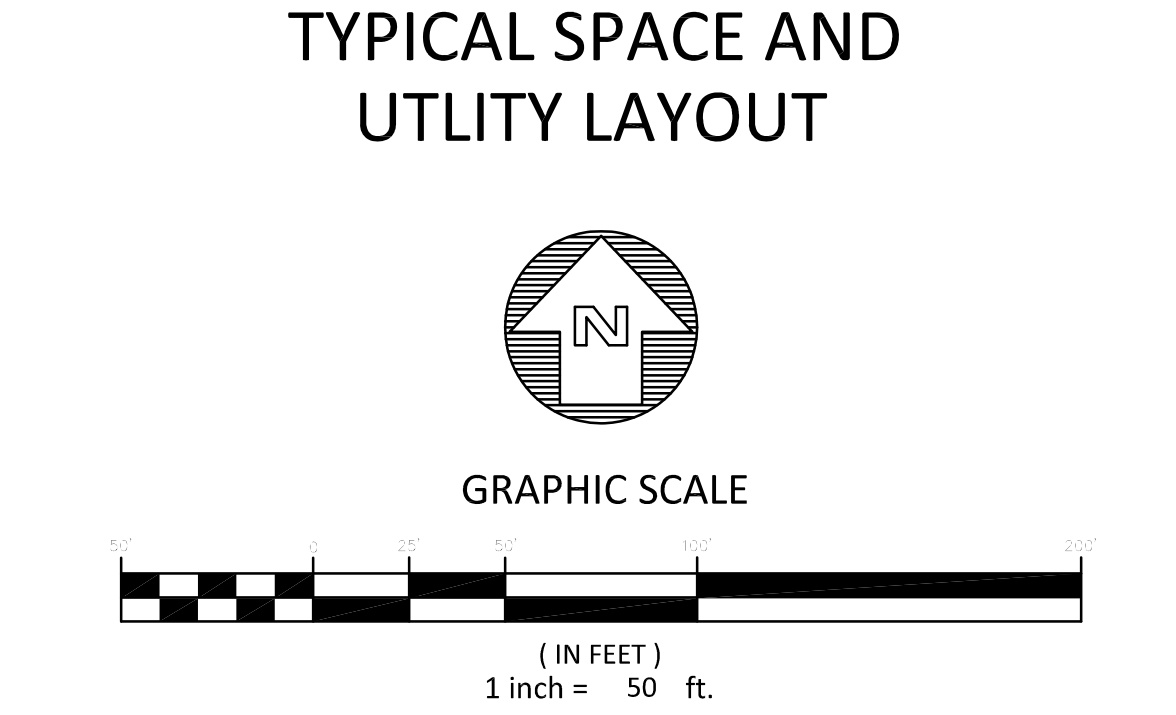 TYPICAL SPACE AND
UTLITY LAYOUT
N
GRAPHIC SCALE
50' 0 25' 50' 100' 200'
( IN FEET )
1 inch = 50 ft.